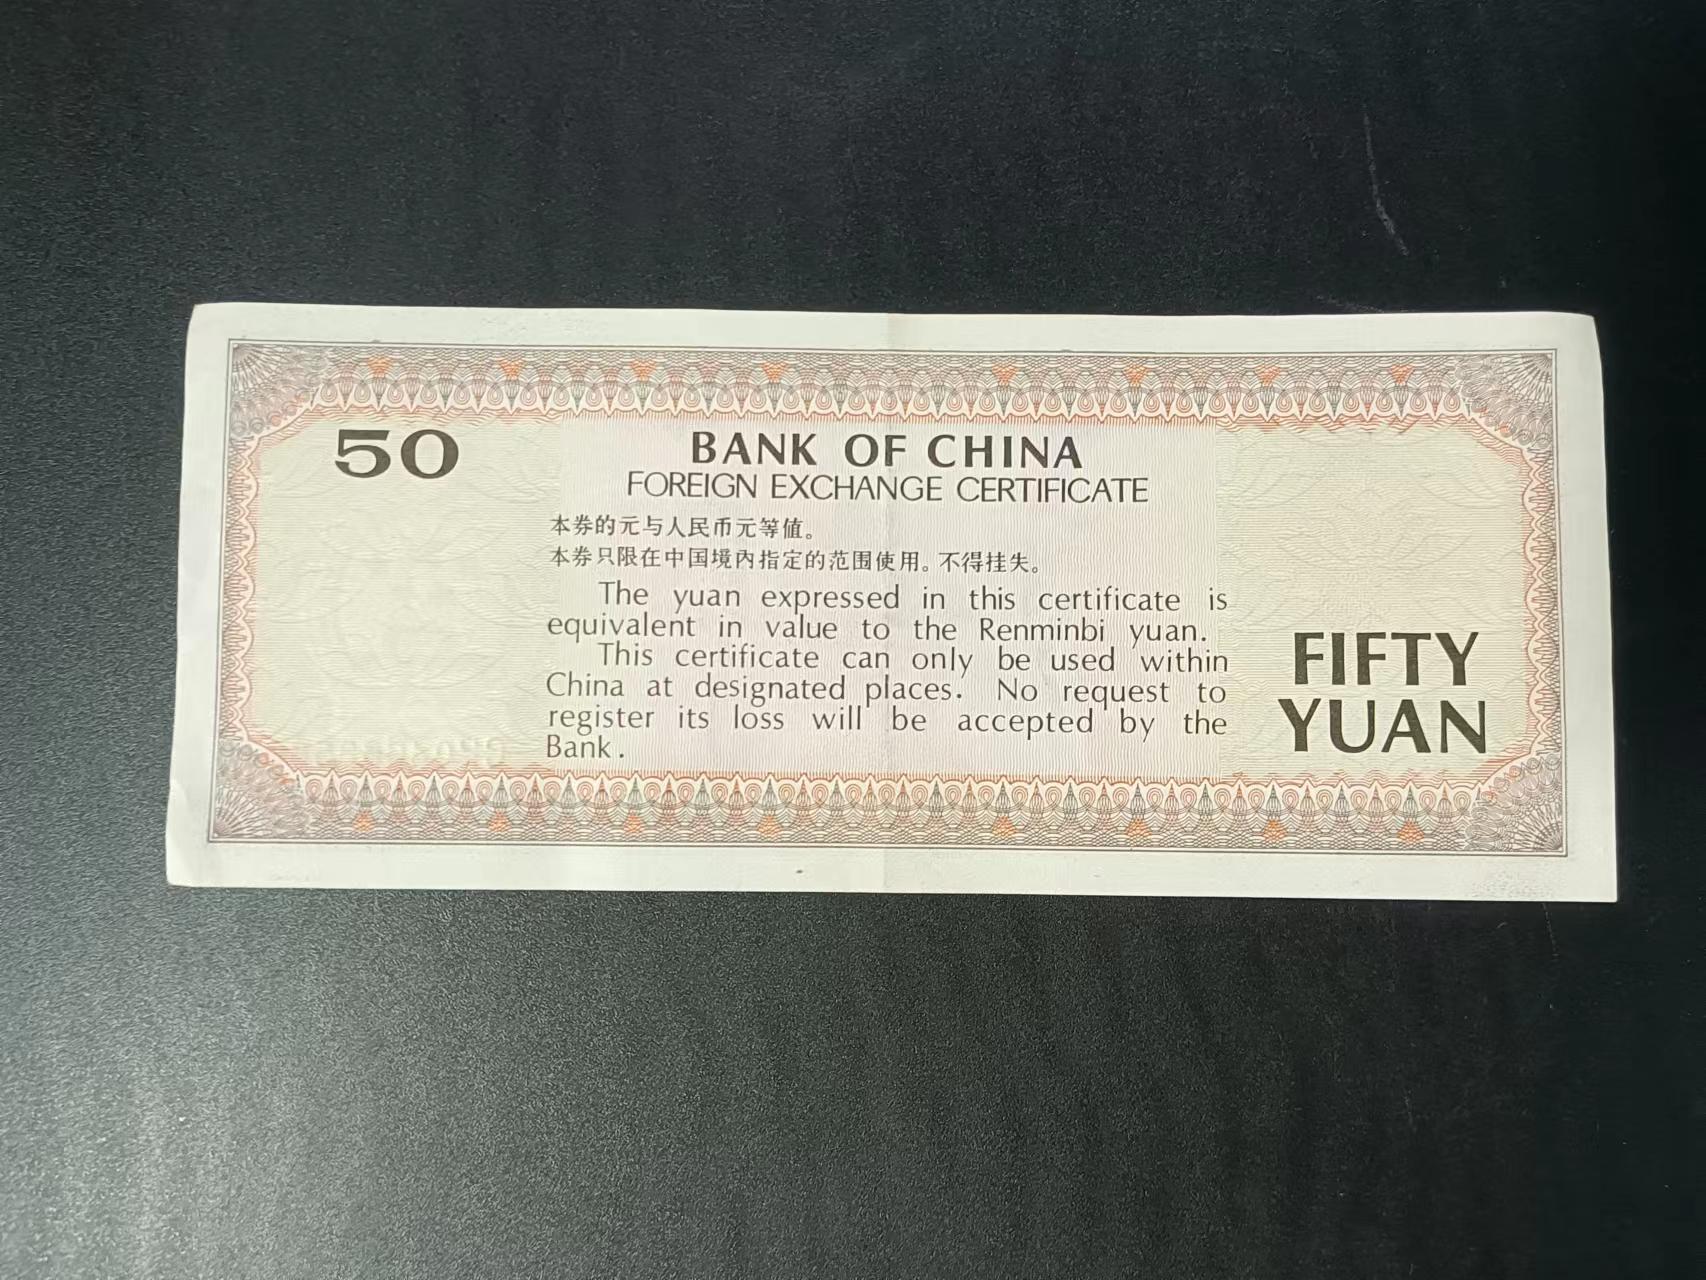 50
BANK OF CHINA
FOREIGN EXCHANGE CERTIFICATE
本券的元与人民币元等值。
本券只限在中国境内指定的范围使用。不得挂失。
The yuan expressed in this certificate is
equivalent in value to the Renminbi yuan.
This certificate can only be used within
China at designated places. No request to
register its loss will be accepted by the
Bank.
FIFTY
YUAN